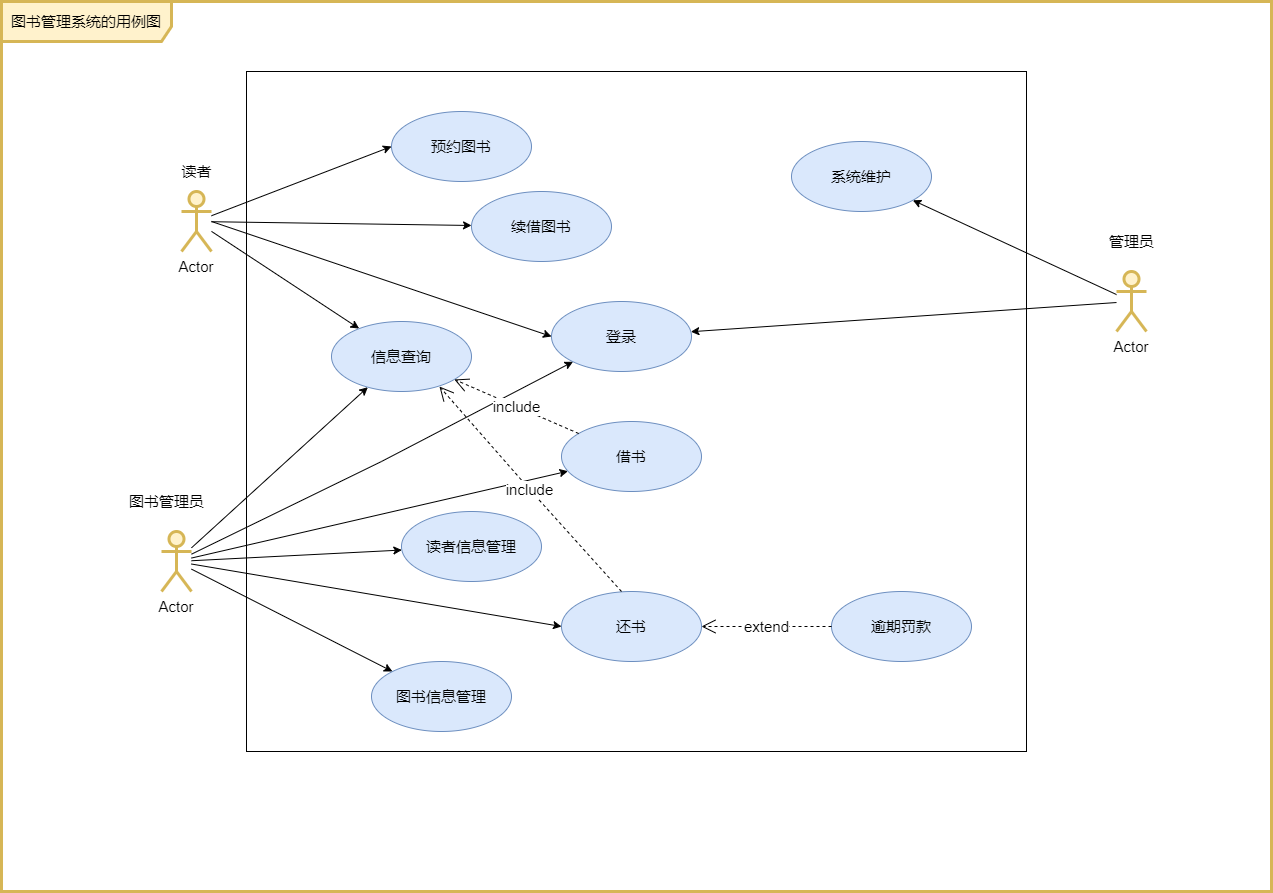 图书管理系统的用例图
预约图书
读者
系统维护
续借图书
管理员
Actor
登录
Actor
信息查询
include
借书
include
图书管理员
读者信息管理
Actor
还书
extend
逾期罚款
图书信息管理